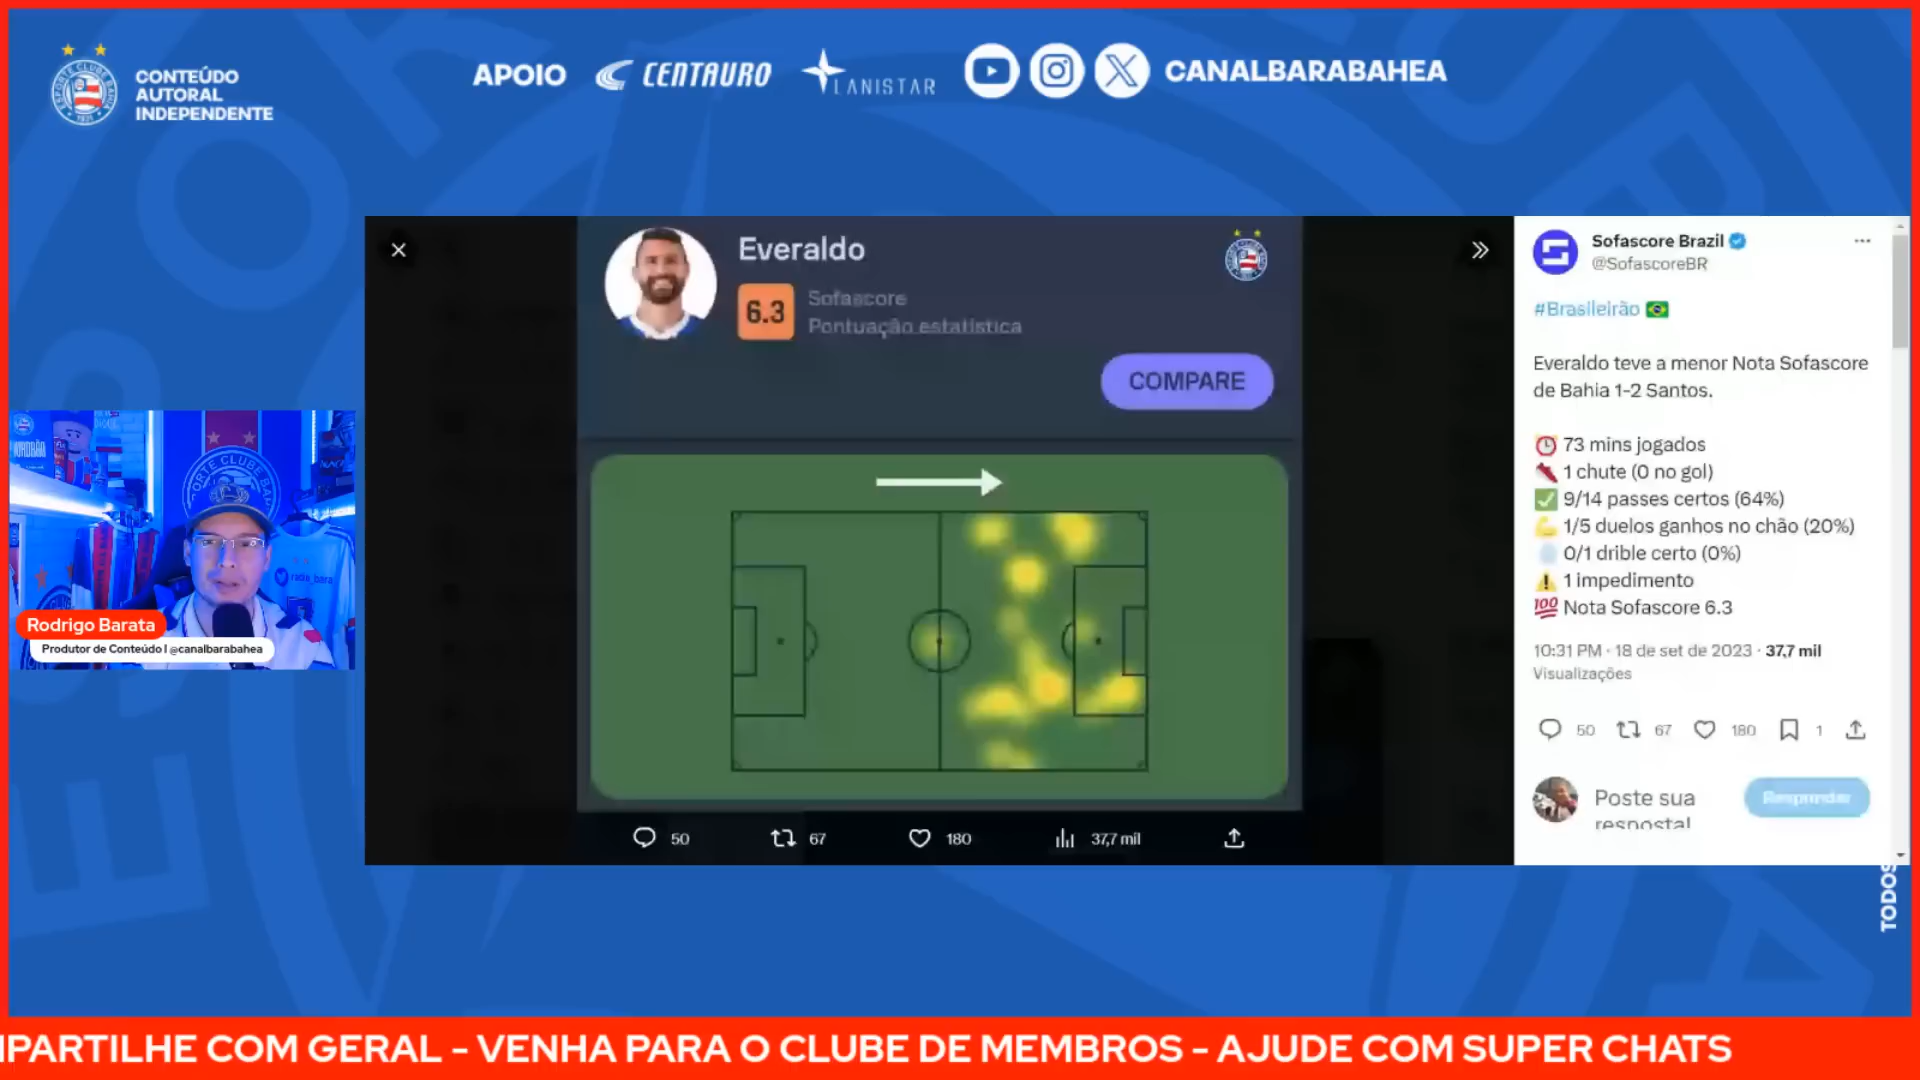 CONTEÚDO
AUTORAL
INDEPENDENTE
APOIO
CENTAURO
LANISTAR
CANALBARABAHEA
Everaldo
6.3
Sofascore
Pontuação estatística
COMPARE
50
67
180
37,7 mil
Sofascore Brazil
@SofascoreBR
#Brasileirão
Everaldo teve a menor Nota Sofascore
de Bahia 1-2 Santos.
73 mins jogados
1 chute (0 no gol)
9/14 passes certos (64%)
1/5 duelos ganhos no chão (20%)
0/1 drible certo (0%)
1 impedimento
100 Nota Sofascore 6.3
10:31 PM · 18 de set de 2023 · 37,7 mil
Visualizações
50
67
180
1
Poste sua
resposta!
Responder
Rodrigo Barata
Produtor de Conteúdo | @canalbarabahea
TODOS
MPARTILHE COM GERAL - VENHA PARA O CLUBE DE MEMBROS - AJUDE COM SUPER CHATS